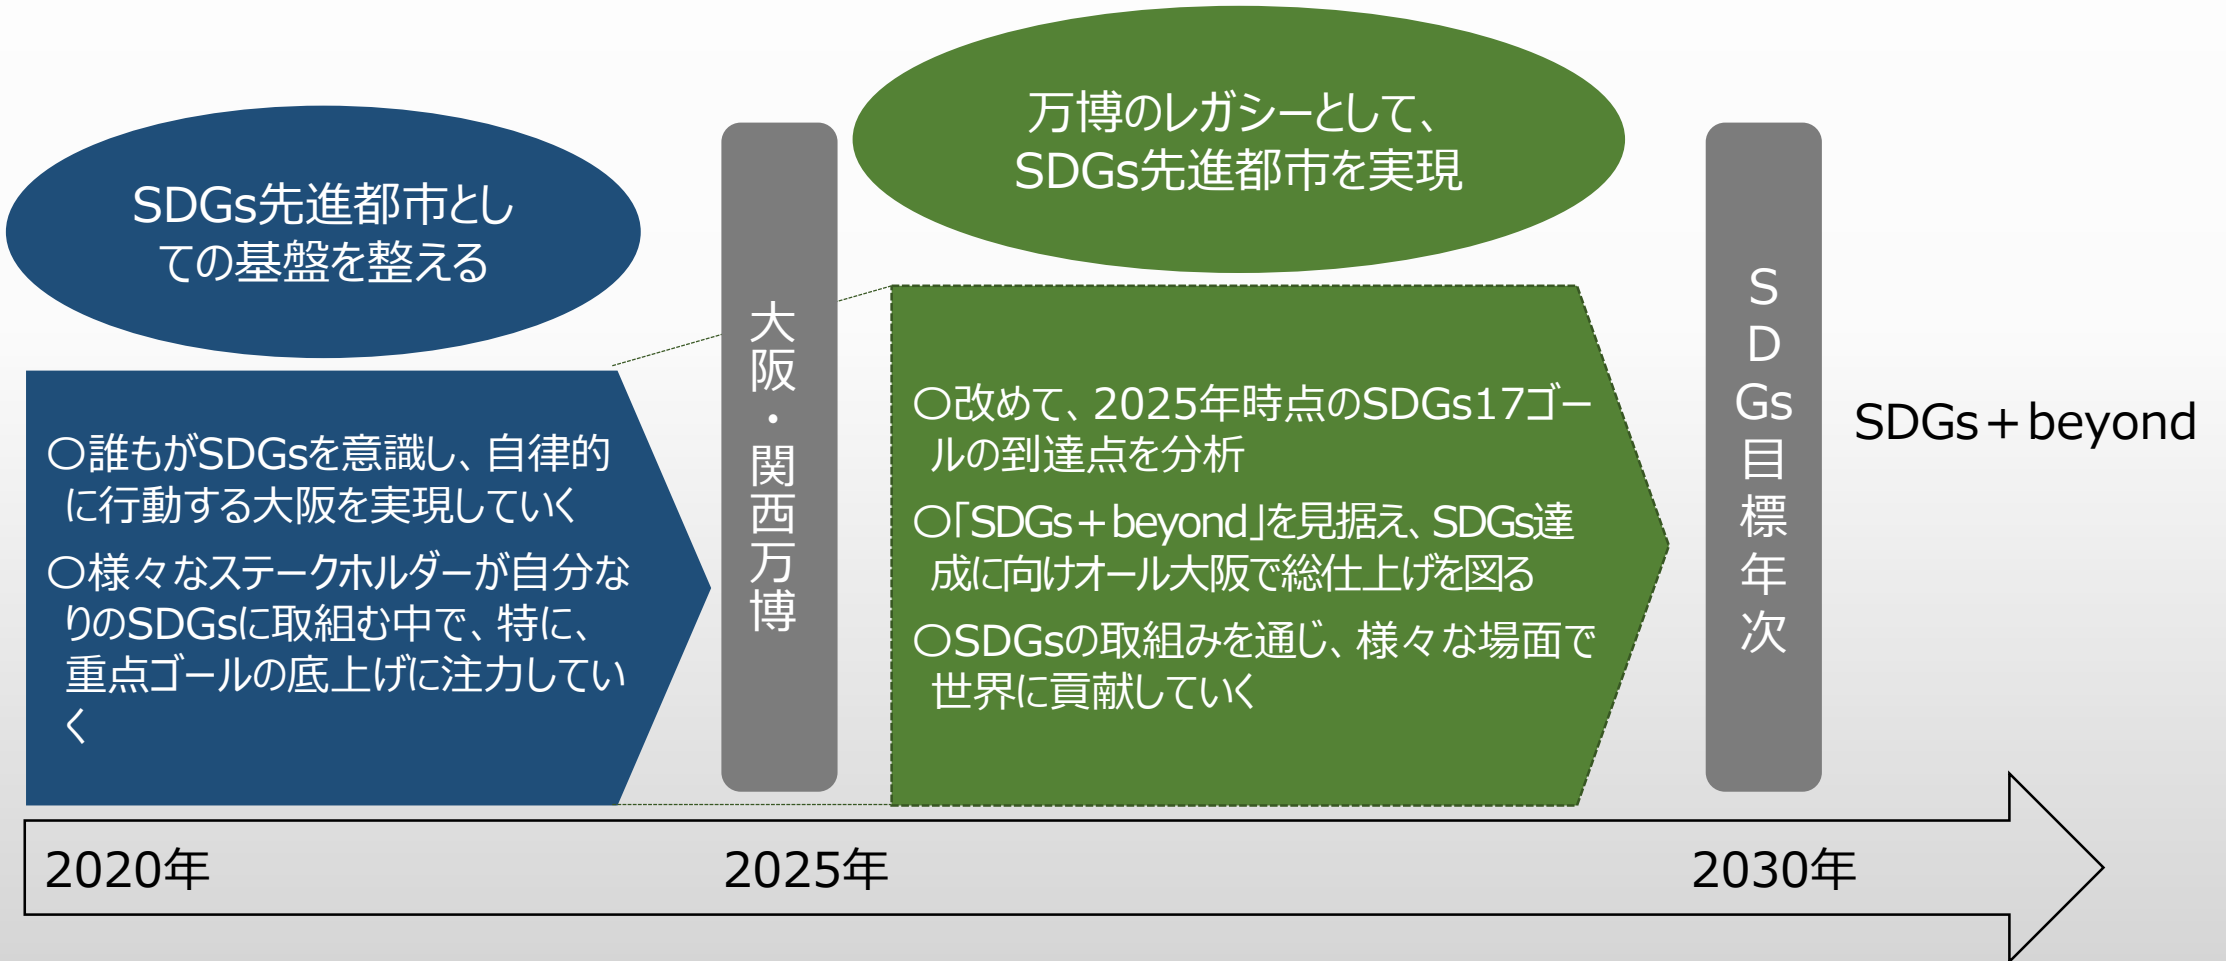 SDGs先進都市とし
ての基盤を整える
〇誰もがSDGsを意識し、自律的
に行動する大阪を実現していく
〇様々なステークホルダーが自分な
りのSDGsに取組む中で、特に、
重点ゴールの底上げに注力してい
く
大阪・関西万博
万博のレガシーとして、
SDGs先進都市を実現
〇改めて、2025年時点のSDGs17ゴー
ルの到達点を分析
〇「SDGs+beyond」を見据え、SDGs達
成に向けオール大阪で総仕上げを図る
〇SDGsの取組みを通じ、様々な場面で
世界に貢献していく
SDGs目標年次
SDGs+beyond
2020年
2025年
2030年